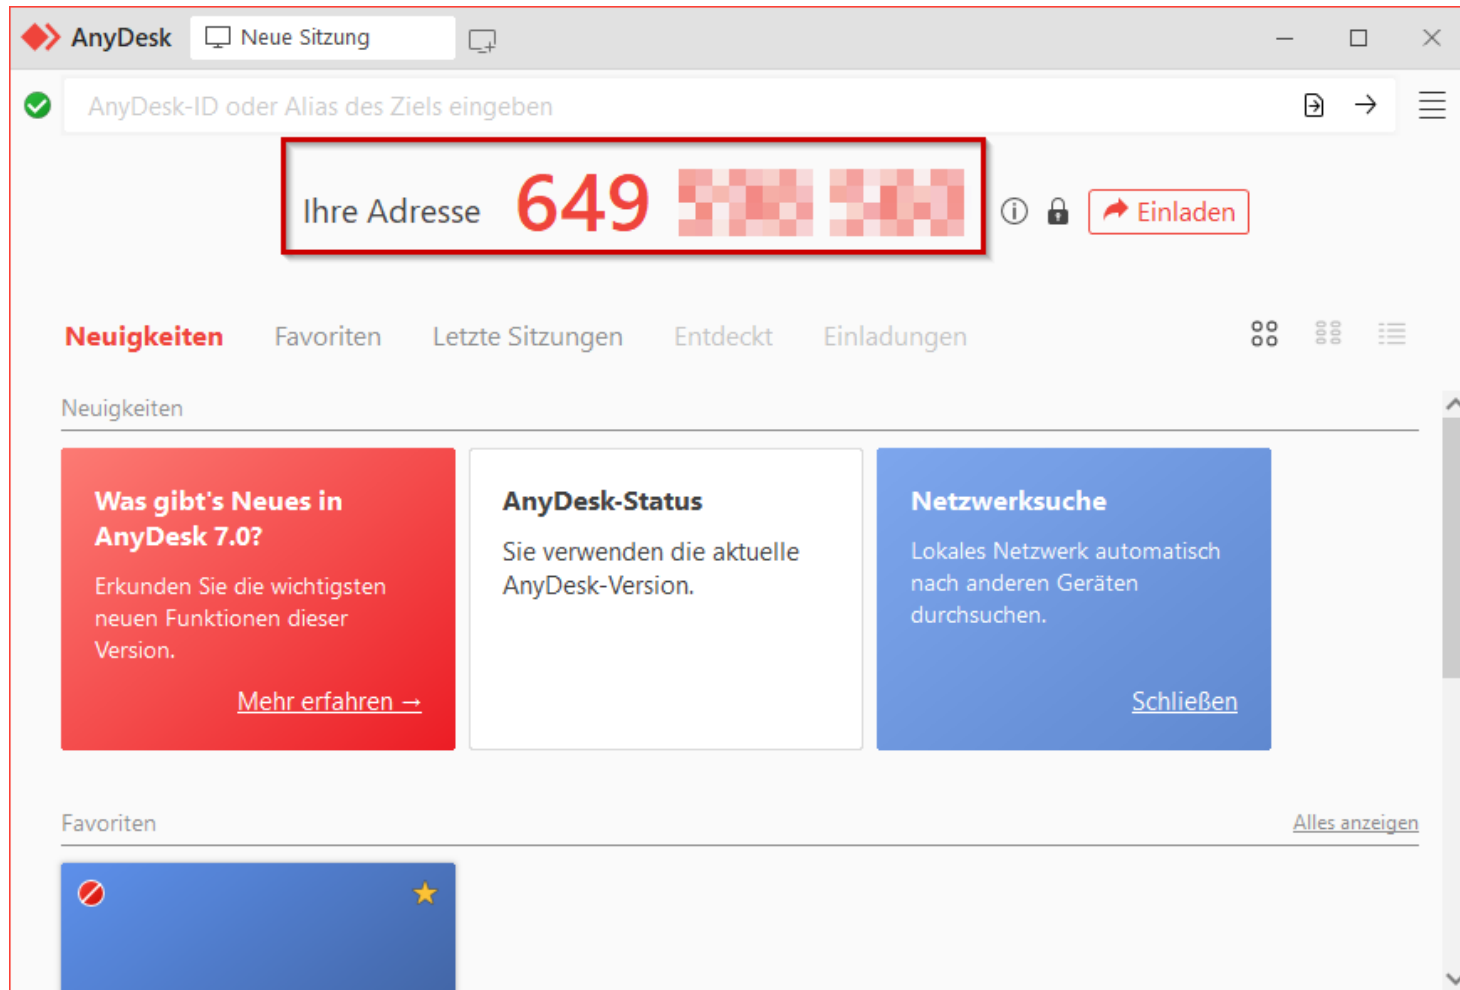 AnyDesk Neue Sitzung
AnyDesk-ID oder Alias des Ziels eingeben
Ihre Adresse 649
Einladen
Neuigkeiten Favoriten Letzte Sitzungen Entdeckt Einladungen
Neuigkeiten
Was gibt's Neues in
AnyDesk 7.0?
Erkunden Sie die wichtigsten
neuen Funktionen dieser
Version.
Mehr erfahren →
AnyDesk-Status
Sie verwenden die aktuelle
AnyDesk-Version.
Netzwerksuche
Lokales Netzwerk automatisch
nach anderen Geräten
durchsuchen.
Schließen
Favoriten
Alles anzeigen